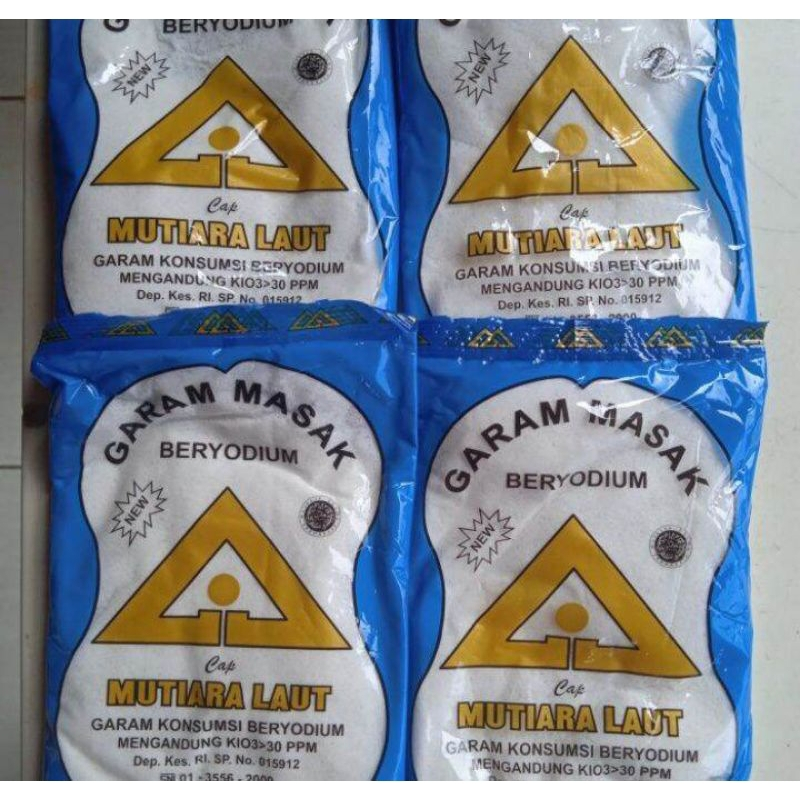 BERYODIUM
NEW
Cap
MUTIARA LAUT
GARAM KONSUMSI BERYODIUM
MENGANDUNG KIO3>30 PPM
Dep. Kes. RI. SP. No. 015912
NEW
Cap
MUTIARA LAUT
GARAM KONSUMSI BERYODIUM
MENGANDUNG KIO3>30 PPM
Dep. Kes. RI. SP. No. 015912
GARAM MASAK
BERYODIUM
NEW
Cap
MUTIARA LAUT
GARAM KONSUMSI BERYODIUM
MENGANDUNG KIO3>30 PPM
Dep. Kes. RI. SP. No. 015912
01 - 3556 - 2009
GARAM MASAK
BERYODIUM
NEW
Cap
MUTIARA LAUT
GARAM KONSUMSI BERYODIUM
MENGANDUNG KIO3>30 PPM